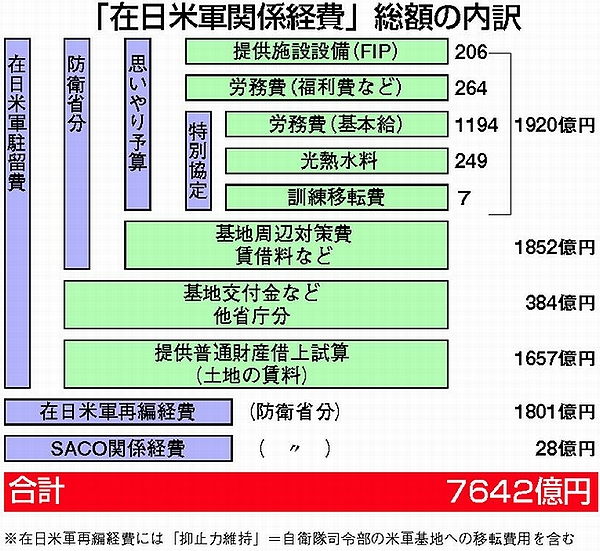 「在日米軍関係経費」総額の内訳
在日米軍駐留費
防衛省分
思いやり予算
提供施設設備(FIP) 206
労務費(福利費など) 264
特別協定
労務費(基本給) 1194
光熱水料 249
訓練移転費 7
1920億円
基地周辺対策費
賃借料など
1852億円
基地交付金など
他省庁分
384億円
提供普通財産借上試算
(土地の賃料)
1657億円
在日米軍再編経費 (防衛省分) 1801億円
SACO関係経費 ( 〃 ) 28億円
合計 7642億円
※在日米軍再編経費には「抑止力維持」=自衛隊司令部の米軍基地への移転費用を含む